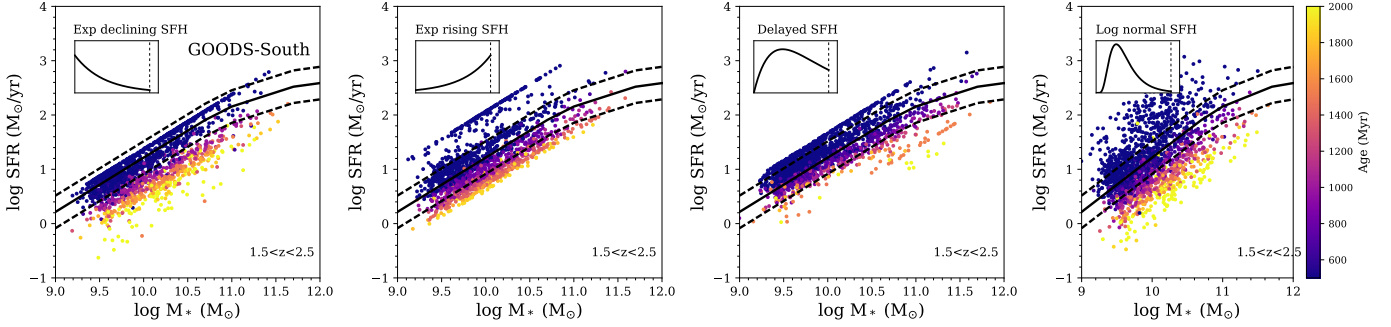 Exp declining SFH
GOODS-South
4
3
2
1
0
−1
log SFR (M⊙/yr)
1.5<z<2.5
9.0 9.5 10.0 10.5 11.0 11.5 12.0
log M* (M⊙)
Exp rising SFH
4
3
2
1
0
−1
log SFR (M⊙/yr)
1.5<z<2.5
9.0 9.5 10.0 10.5 11.0 11.5 12.0
log M* (M⊙)
Delayed SFH
4
3
2
1
0
−1
log SFR (M⊙/yr)
1.5<z<2.5
9.0 9.5 10.0 10.5 11.0 11.5 12.0
log M* (M⊙)
Log normal SFH
4
3
2
1
0
−1
log SFR (M⊙/yr)
1.5<z<2.5
9 10 11 12
log M* (M⊙)
2000
1800
1600
1400
1200
1000
800
600
Age (Myr)